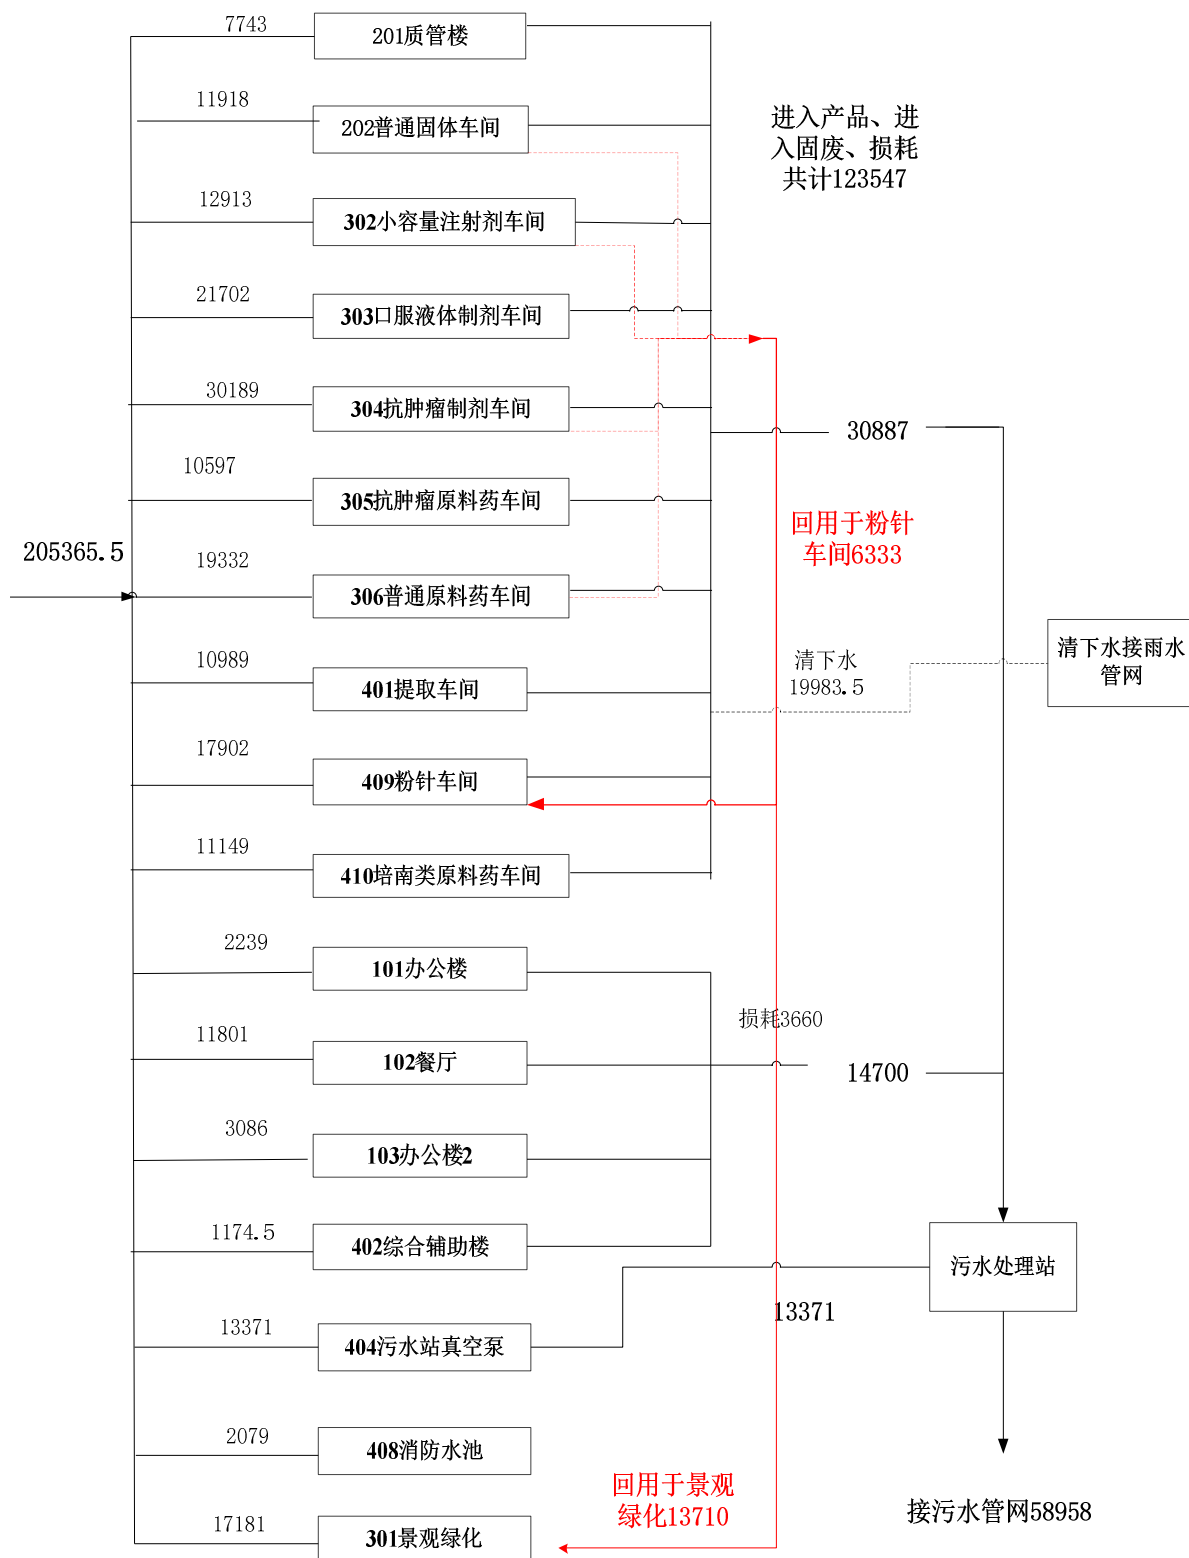 7743
201质管楼
11918
202普通固体车间
进入产品、进
入固废、损耗
共计123547
12913
302小容量注射剂车间
21702
303口服液体制剂车间
30189
304抗肿瘤制剂车间
30887
10597
305抗肿瘤原料药车间
回用于粉针
车间6333
205365.5
19332
306普通原料药车间
10989
401提取车间
清下水
19983.5
清下水接雨水
管网
17902
409粉针车间
11149
410培南类原料药车间
2239
101办公楼
损耗3660
11801
102餐厅
14700
3086
103办公楼2
1174.5
402综合辅助楼
污水处理站
13371
13371
404污水站真空泵
2079
408消防水池
回用于景观
绿化13710
17181
301景观绿化
接污水管网58958